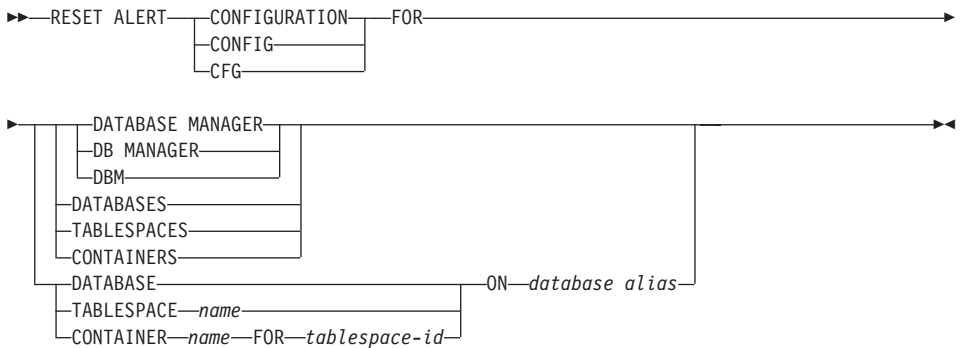 RESET ALERT CONFIGURATION FOR
CONFIG
CFG
DATABASE MANAGER
DB MANAGER
DBM
DATABASES
TABLESPACES
CONTAINERS
DATABASE ON database alias
TABLESPACE name
CONTAINER name FOR tablespace-id